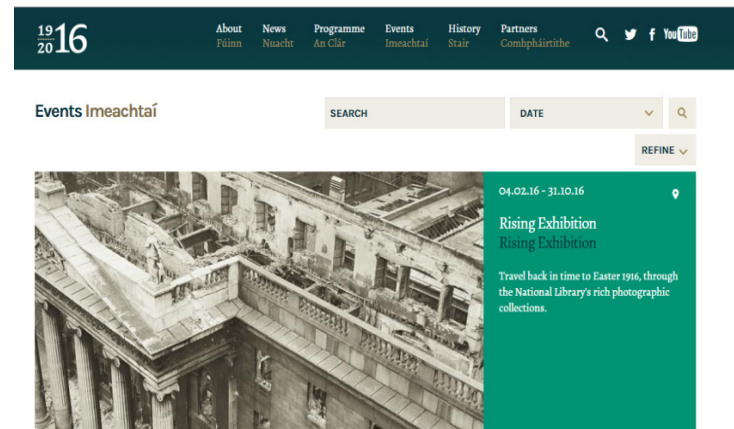 19
20 16
About News Programme Events History Partners
Fúinn Nuacht An Clár Imeachtaí Stair Comhpháirtithe
You Tube
Events Imeachtaí
SEARCH
DATE
REFINE
04.02.16 - 31.10.16
Rising Exhibition
Rising Exhibition
Travel back in time to Easter 1916, through
the National Library's rich photographic
collections.